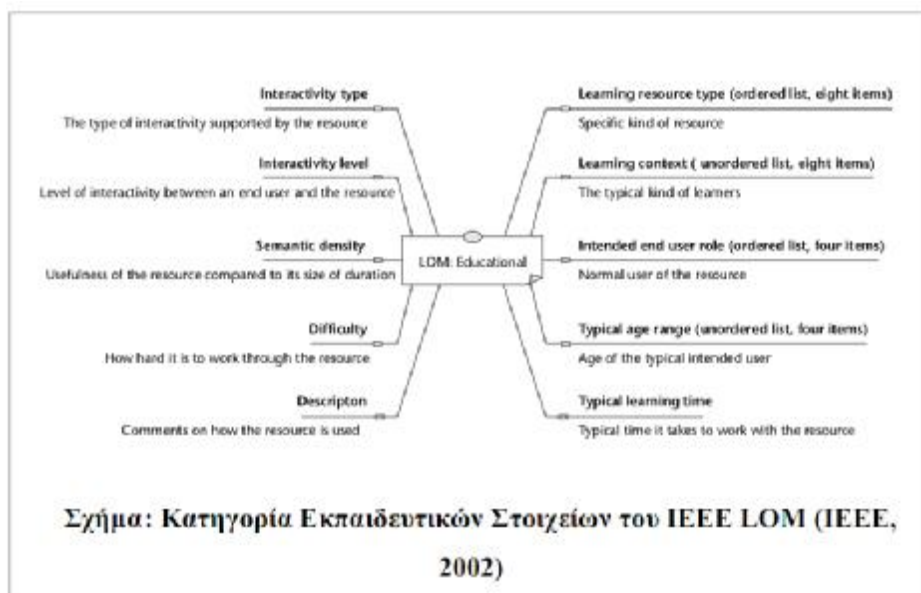 Interactivity type
The type of interactivity supported by the resource
Interactivity level
Level of interactivity between an end user and the resource
Semantic density
Usefulness of the resource compared to its size of duration
Difficulty
How hard it is to work through the resource
Descripton
Comments on how the resource is used
LOM: Educational
Learning resource type (ordered list, eight items)
Specific kind of resource
Learning context ( unordered list, eight items)
The typical kind of learners
Intended end user role (ordered list, four items)
Normal user of the resource
Typical age range (unordered list, four items)
Age of the typical intended user
Typical learning time
Typical time it takes to work with the resource
Σχήμα: Κατηγορία Εκπαιδευτικών Στοιχείων του IEEE LOM (IEEE,
2002)